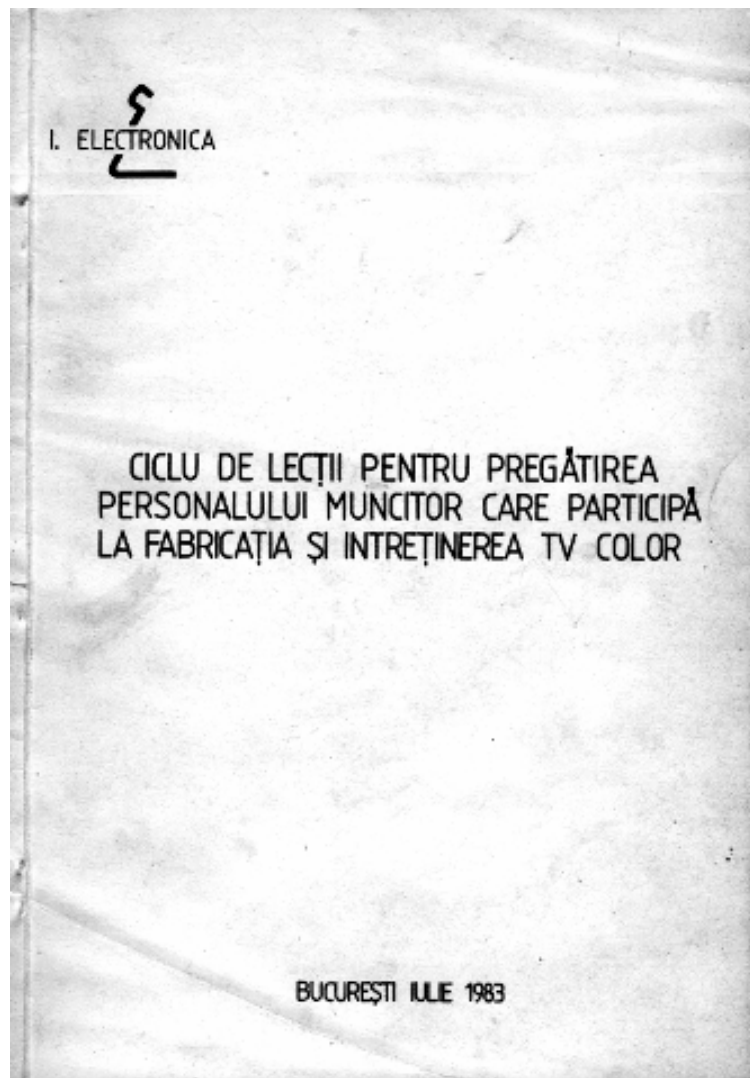 I. ELECTRONICA
CICLU DE LECȚII PENTRU PREGĂTIREA
PERSONALULUI MUNCITOR CARE PARTICIPĂ
LA FABRICAȚIA ȘI INTREȚINEREA TV COLOR
BUCUREȘTI IULIE 1983